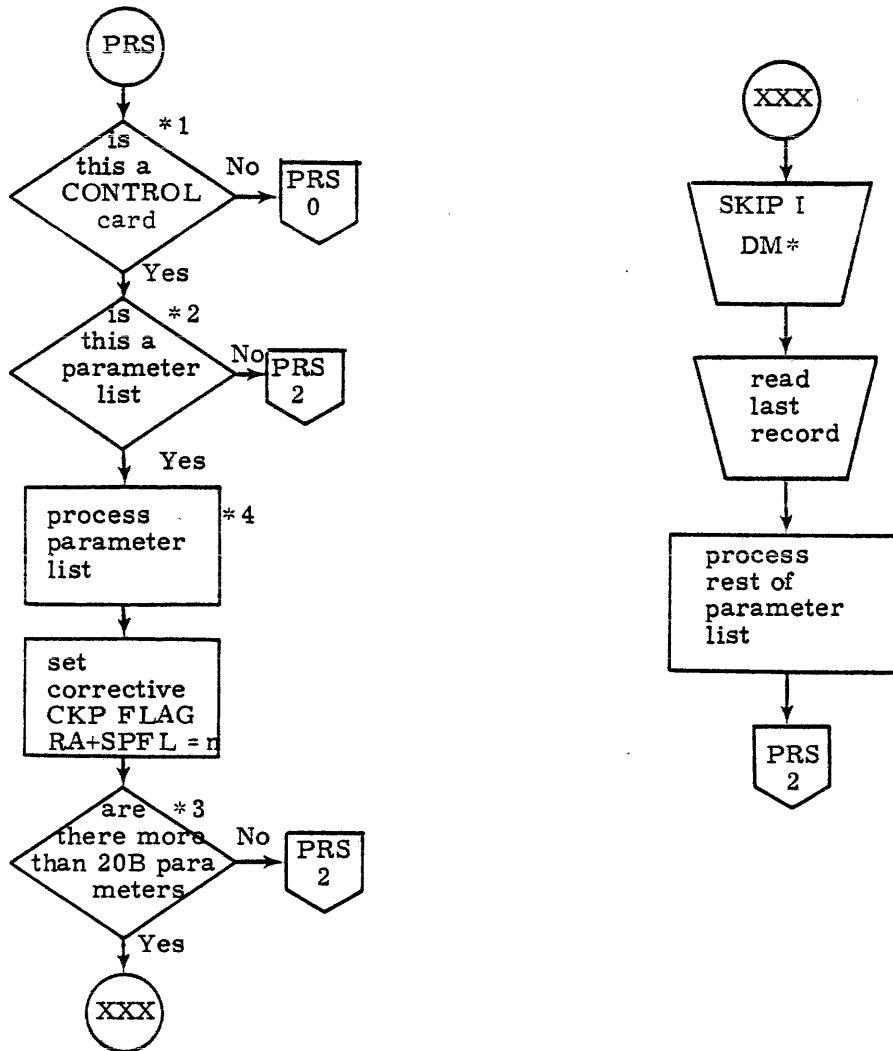 PRS
is *1
this a
CONTROL
card
No
PRS
0
Yes
is *2
this a
parameter
list
No
PRS
2
Yes
process *4
parameter
list
set
corrective
CKP FLAG
RA+SPFL = n
are *3
there more
than 20B para
meters
No
PRS
2
Yes
XXX
XXX
SKIP I
DM*
read
last
record
process
rest of
parameter
list
PRS
2